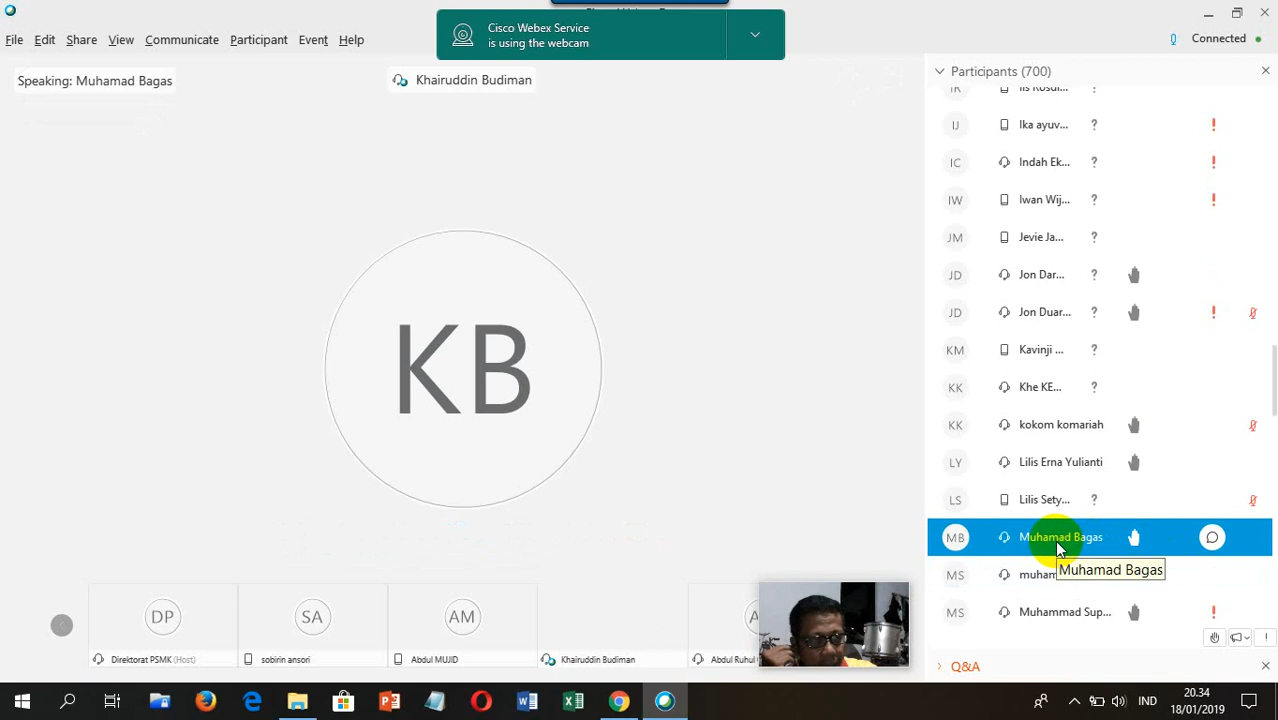 Cisco Webex Service
is using the webcam
File Edit Share View Communicate Participant Event Help
Connected
Speaking: Muhamad Bagas
Khairuddin Budiman
Participants (700)
IJ Ika ayuv... ?
IC Indah Ek... ?
IW Iwan Wij... ?
JM Jevie Ja... ?
JD Jon Dar... ?
JD Jon Duar... ?
KM Kavinji ... ?
KK Khe KE... ?
KK kokom komariah
LY Lilis Erna Yulianti
LS Lilis Sety... ?
MB Muhamad Bagas
Muhamad Bagas
MS muham
MS Muhammad Sup...
KB
DP SA AM
Direktorat PSMK (Host) sobirin ansori Abdul MUJID Khairuddin Budiman Abdul Ruhul
Q&A
IND
20.34
18/01/2019